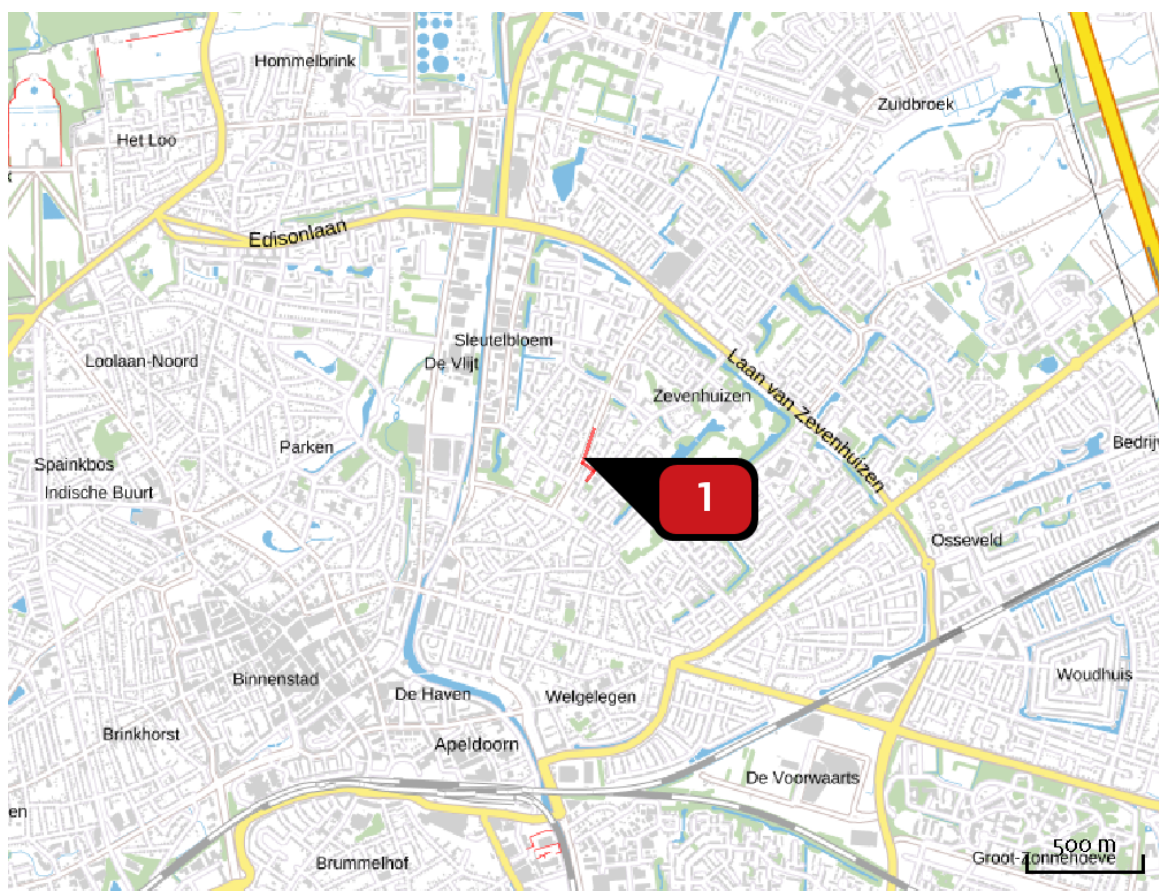 Hommelbrink
Zuidbroek
Het Loo
Edisonlaan
Sleutelbloem
Loolaan-Noord
De Vlijt
Laan van Zevenhuizen
Zevenhuizen
Parken
Bedrijv
Spainkbos
Indische Buurt
1
Osseveld
Binnenstad
De Haven
Welgelegen
Woudhuis
Brinkhorst
Apeldoorn
De Voorwaarts
en
500 m
Brummelhof
Groot-Zonnehoeve